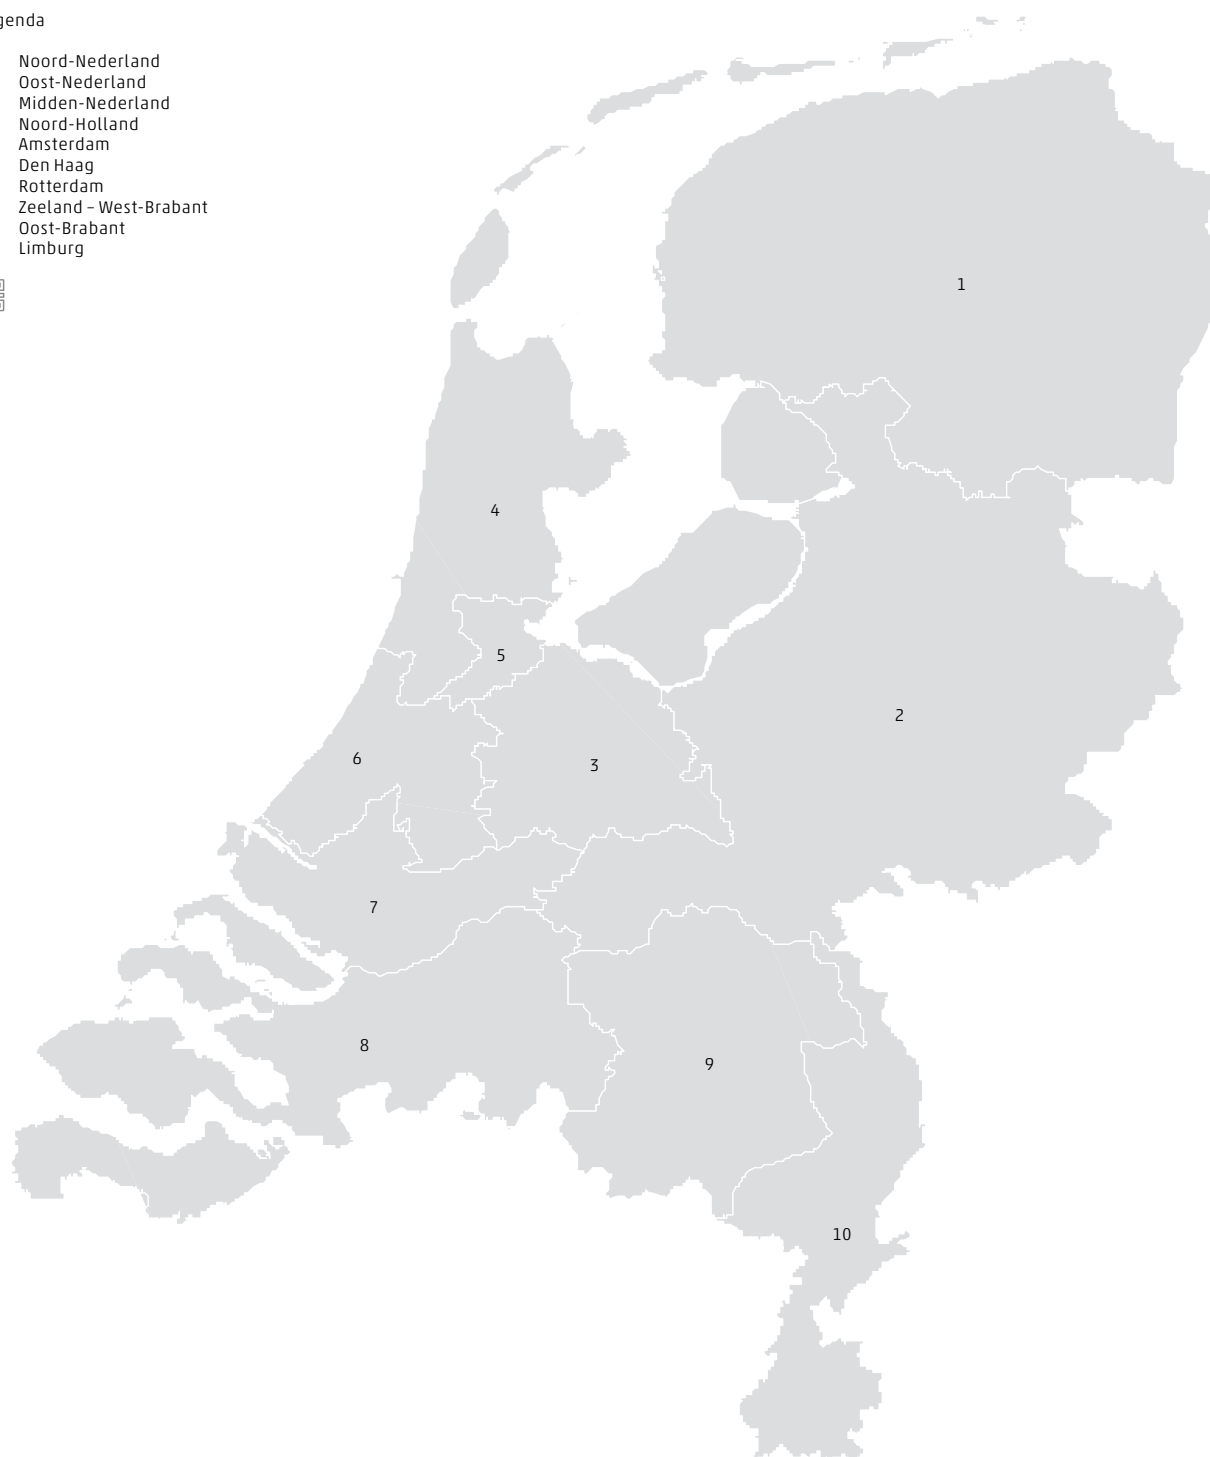 genda
Noord-Nederland
Oost-Nederland
Midden-Nederland
Noord-Holland
Amsterdam
Den Haag
Rotterdam
Zeeland – West-Brabant
Oost-Brabant
Limburg
1
4
5
2
6
3
7
8
9
10